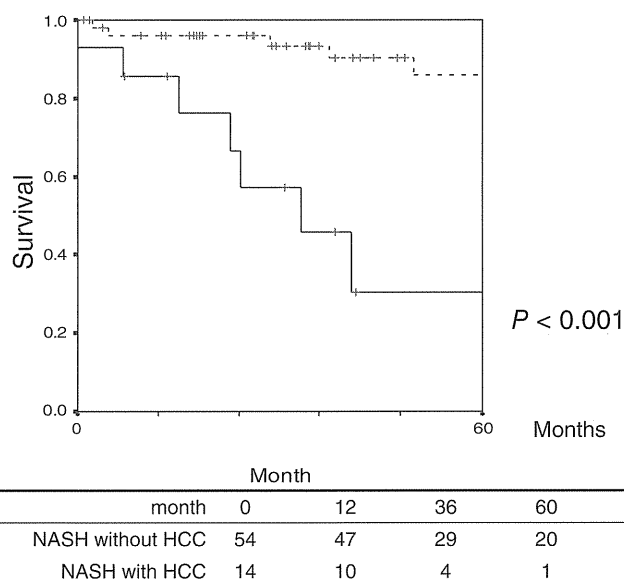 1.0
0.8
0.6
0.4
0.2
0.0
Survival
0
60
Months
P < 0.001
Month
month 0 12 36 60
NASH without HCC 54 47 29 20
NASH with HCC 14 10 4 1